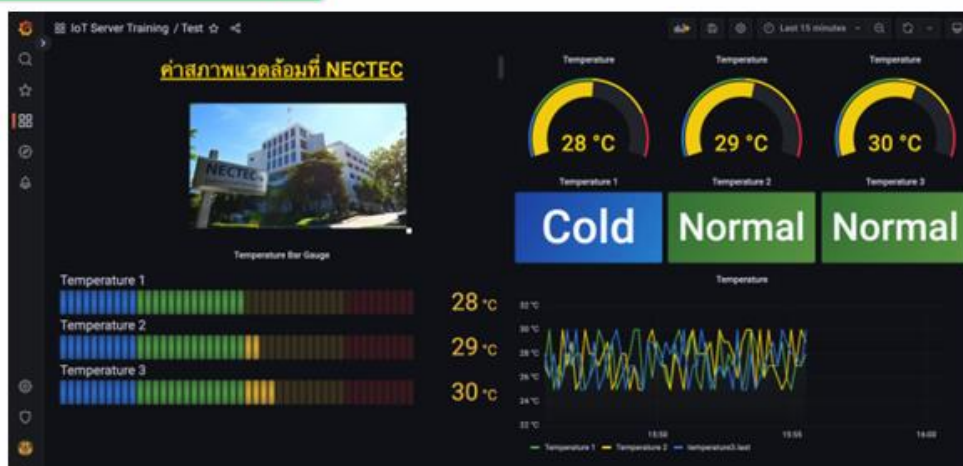 IoT Server Training / Test
Last 15 minutes
ค่าสภาพแวดล้อมที่ NECTEC
NECTEC
Temperature Bar Gauge
Temperature 1
28 °C
Temperature 2
29 °C
Temperature 3
30 °C
Temperature
Temperature
Temperature
28 °C
29 °C
30 °C
Temperature 1
Temperature 2
Temperature 3
Cold
Normal
Normal
Temperature
32 °C
30 °C
28 °C
26 °C
24 °C
22 °C
15:50
15:55
16:00
Temperature 1 Temperature 2 temperature3.last